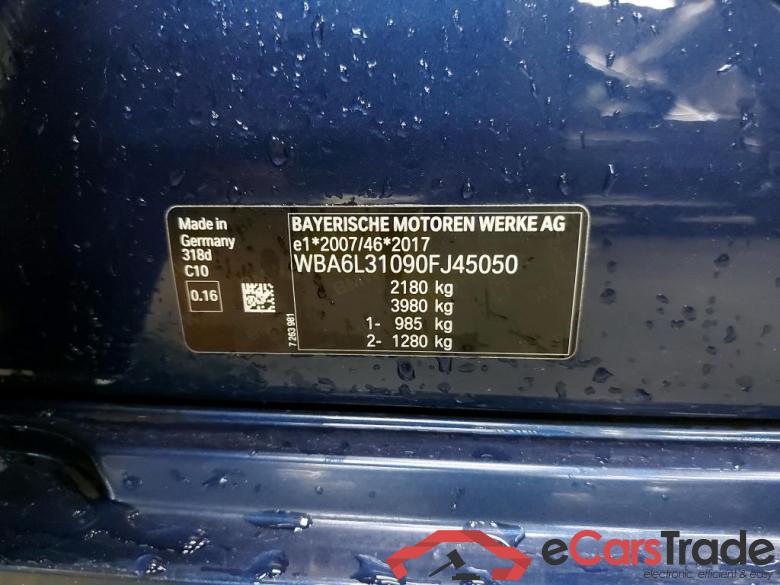 Made in
Germany
318d
C10
0.16
7 263 981
BAYERISCHE MOTOREN WERKE AG
e1*2007/46*2017
WBA6L31090FJ45050
2180 kg
3980 kg
1- 985 kg
2- 1280 kg
eCarsTrade
electronic, efficient & easy